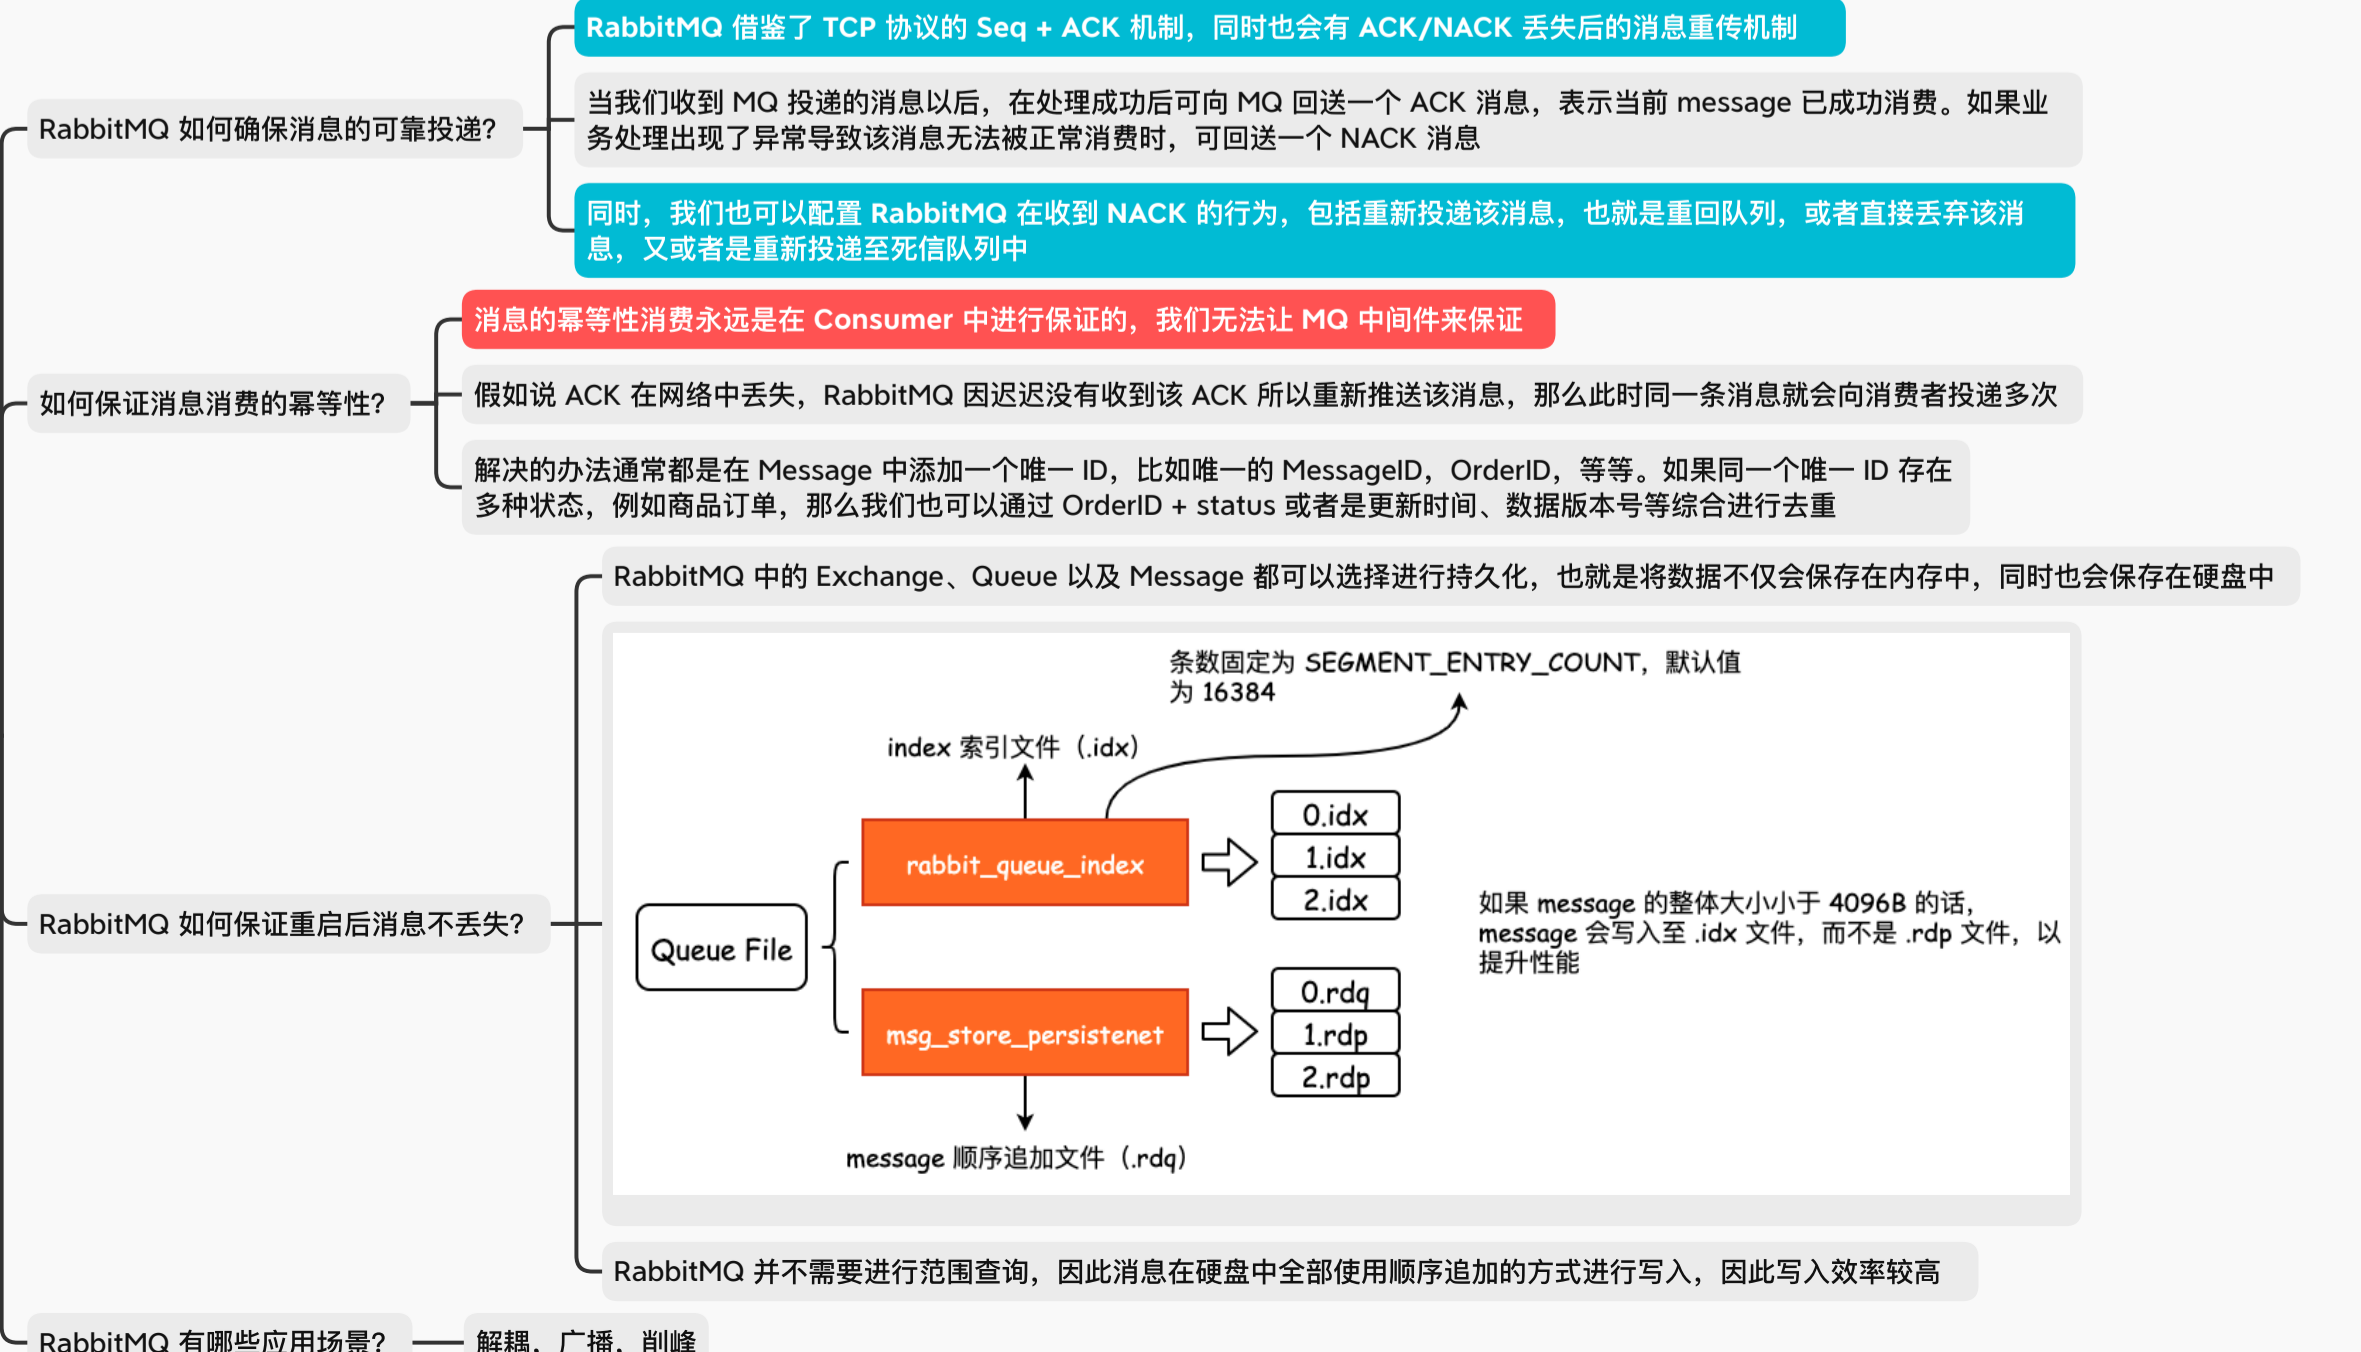 RabbitMQ 如何确保消息的可靠投递？
RabbitMQ 借鉴了 TCP 协议的 Seq + ACK 机制，同时也会有 ACK/NACK 丢失后的消息重传机制
当我们收到 MQ 投递的消息以后，在处理成功后可向 MQ 回送一个 ACK 消息，表示当前 message 已成功消费。如果业
务处理出现了异常导致该消息无法被正常消费时，可回送一个 NACK 消息
同时，我们也可以配置 RabbitMQ 在收到 NACK 的行为，包括重新投递该消息，也就是重回队列，或者直接丢弃该消
息，又或者是重新投递至死信队列中
如何保证消息消费的幂等性？
消息的幂等性消费永远是在 Consumer 中进行保证的，我们无法让 MQ 中间件来保证
假如说 ACK 在网络中丢失，RabbitMQ 因迟迟没有收到该 ACK 所以重新推送该消息，那么此时同一条消息就会向消费者投递多次
解决的办法通常都是在 Message 中添加一个唯一 ID，比如唯一的 MessageID，OrderID，等等。如果同一个唯一 ID 存在
多种状态，例如商品订单，那么我们也可以通过 OrderID + status 或者是更新时间、数据版本号等综合进行去重
RabbitMQ 如何保证重启后消息不丢失？
RabbitMQ 中的 Exchange、Queue 以及 Message 都可以选择进行持久化，也就是将数据不仅会保存在内存中，同时也会保存在硬盘中
条数固定为 SEGMENT_ENTRY_COUNT，默认值
为 16384
index 索引文件（.idx）
rabbit_queue_index
0.idx
1.idx
2.idx
Queue File
如果 message 的整体大小小于 4096B 的话，
message 会写入至 .idx 文件，而不是 .rdp 文件，以
提升性能
msg_store_persistenet
0.rdq
1.rdp
2.rdp
message 顺序追加文件（.rdq）
RabbitMQ 并不需要进行范围查询，因此消息在硬盘中全部使用顺序追加的方式进行写入，因此写入效率较高
RabbitMQ 有哪些应用场景？
解耦，广播，削峰